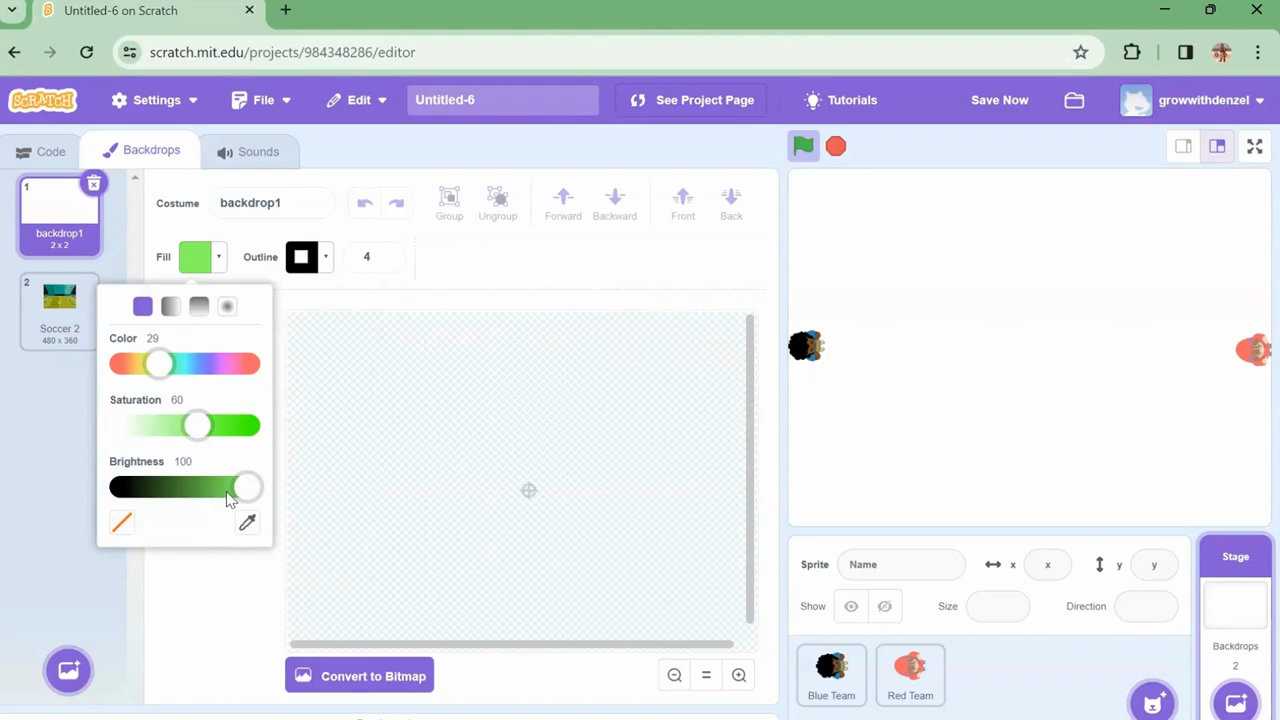 Untitled-6 on Scratch
scratch.mit.edu/projects/984348286/editor
SCRATCH
Settings
File
Edit
Untitled-6
See Project Page
Tutorials
Save Now
growwithdenzel
Code
Backdrops
Sounds
1
backdrop1
2 x 2
2
Soccer 2
480 x 360
Costume
backdrop1
Group
Ungroup
Forward
Backward
Front
Back
Fill
Outline
4
Color 29
Saturation 60
Brightness 100
Convert to Bitmap
Sprite
Name
x
x
y
y
Show
Size
Direction
Blue Team
Red Team
Stage
Backdrops
2